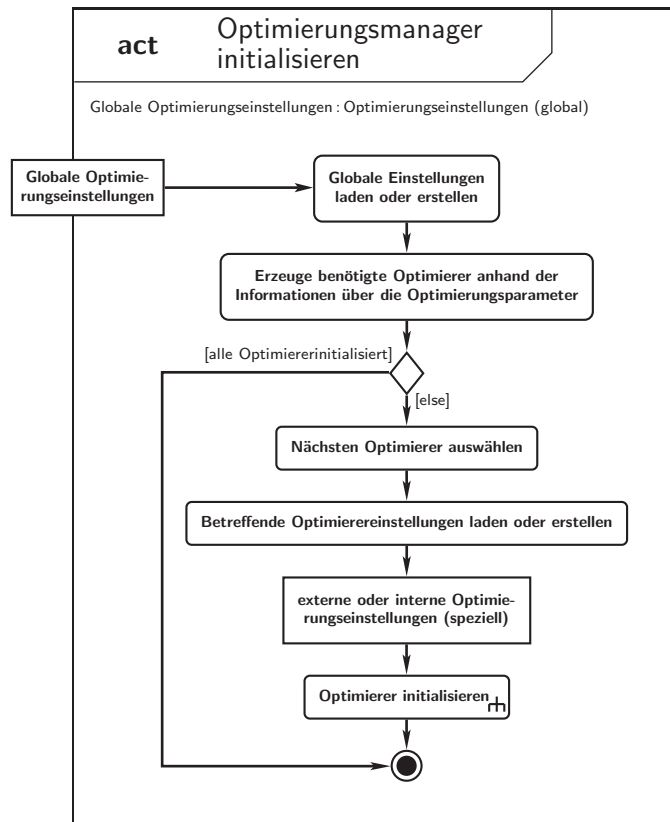 act
Optimierungsmanager
initialisieren
Globale Optimierungseinstellungen : Optimierungseinstellungen (global)
Globale Optimie-
rungseinstellungen
Globale Einstellungen
laden oder erstellen
Erzeuge benötigte Optimierer anhand der
Informationen über die Optimierungsparameter
[alle Optimiererinitialisiert]
[else]
Nächsten Optimierer auswählen
Betreffende Optimierereinstellungen laden oder erstellen
externe oder interne Optimie-
rungseinstellungen (speziell)
Optimierer initialisieren